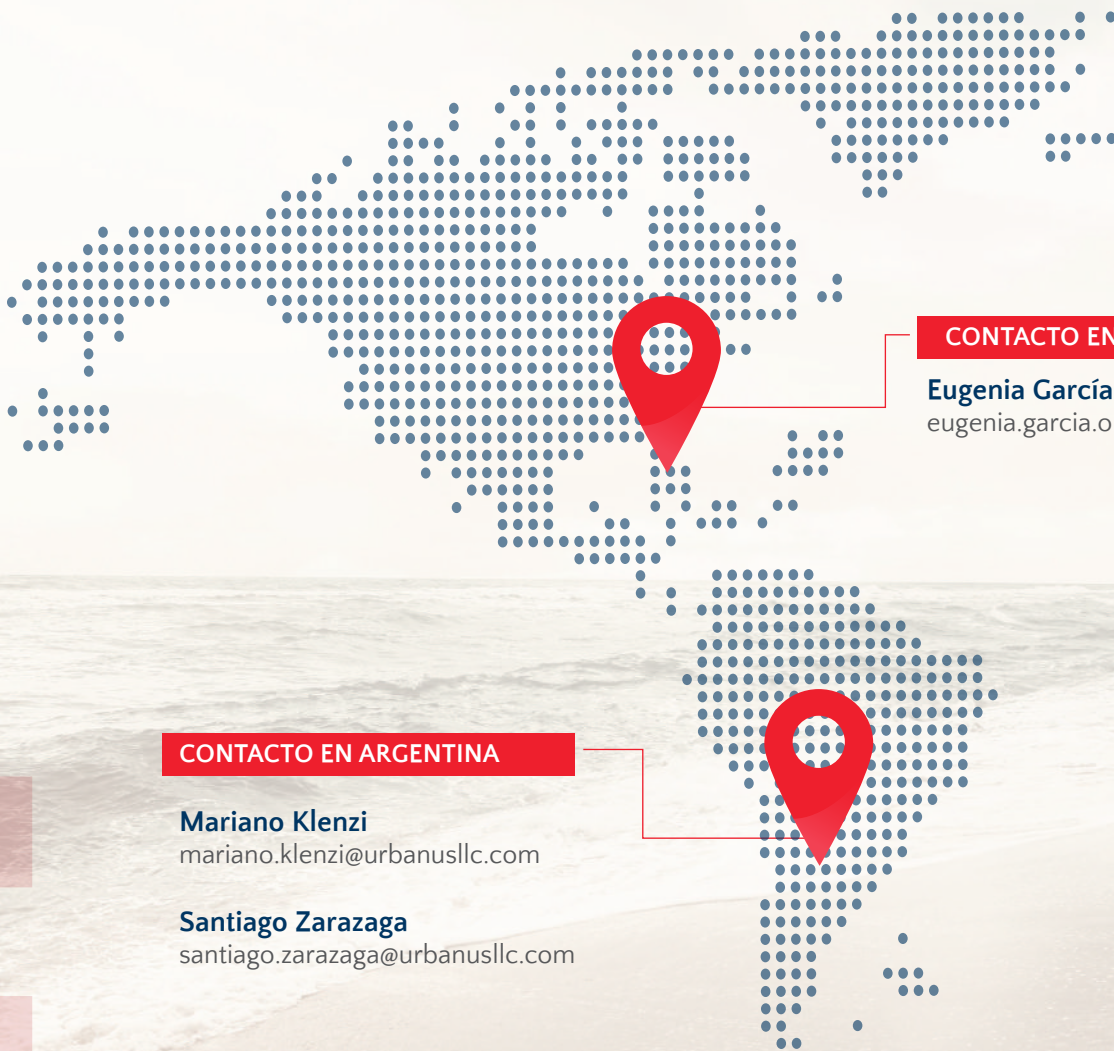 CONTACTO EN
Eugenia García
eugenia.garcia.o
CONTACTO EN ARGENTINA
Mariano Klenzi
mariano.klenzi@urbanusllc.com
Santiago Zarazaga
santiago.zarazaga@urbanusllc.com